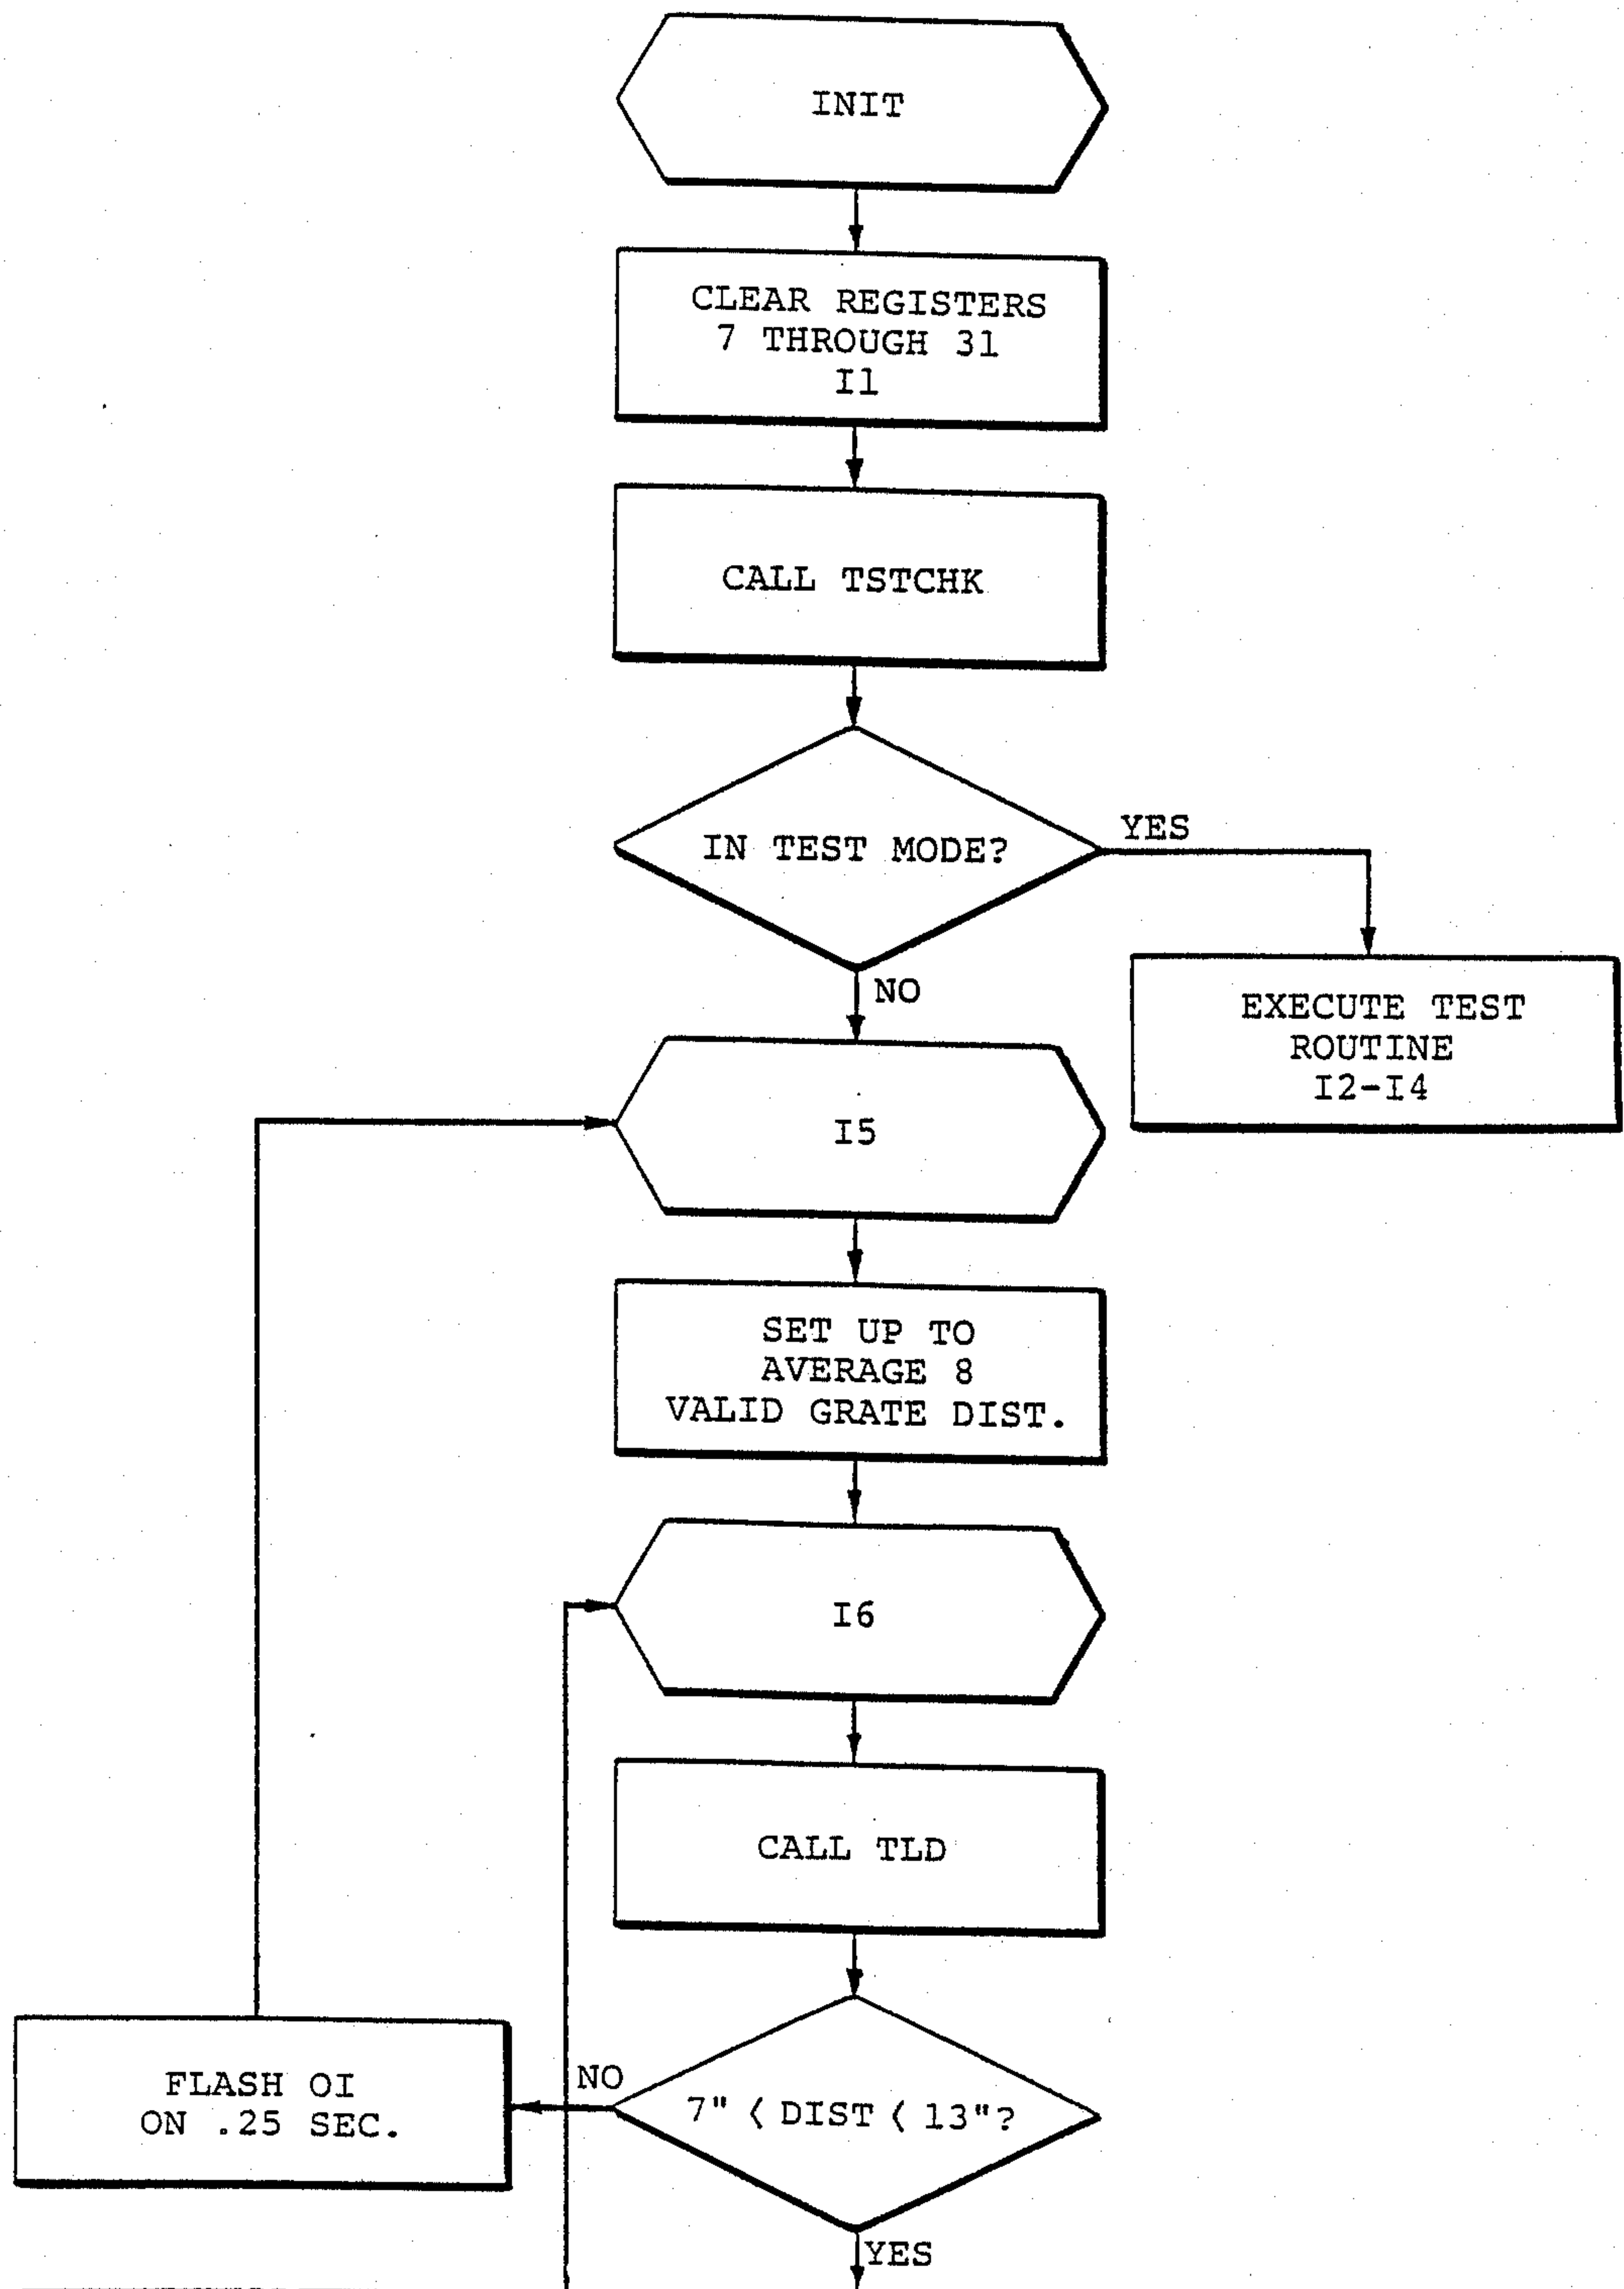 INIT
CLEAR REGISTERS
7 THROUGH 31
I1
CALL TSTCHK
IN TEST MODE?
YES
NO
EXECUTE TEST
ROUTINE
I2-I4
I5
SET UP TO
AVERAGE 8
VALID GRATE DIST.
I6
CALL TLD
7" < DIST < 13"?
NO
FLASH OI
ON .25 SEC.
YES